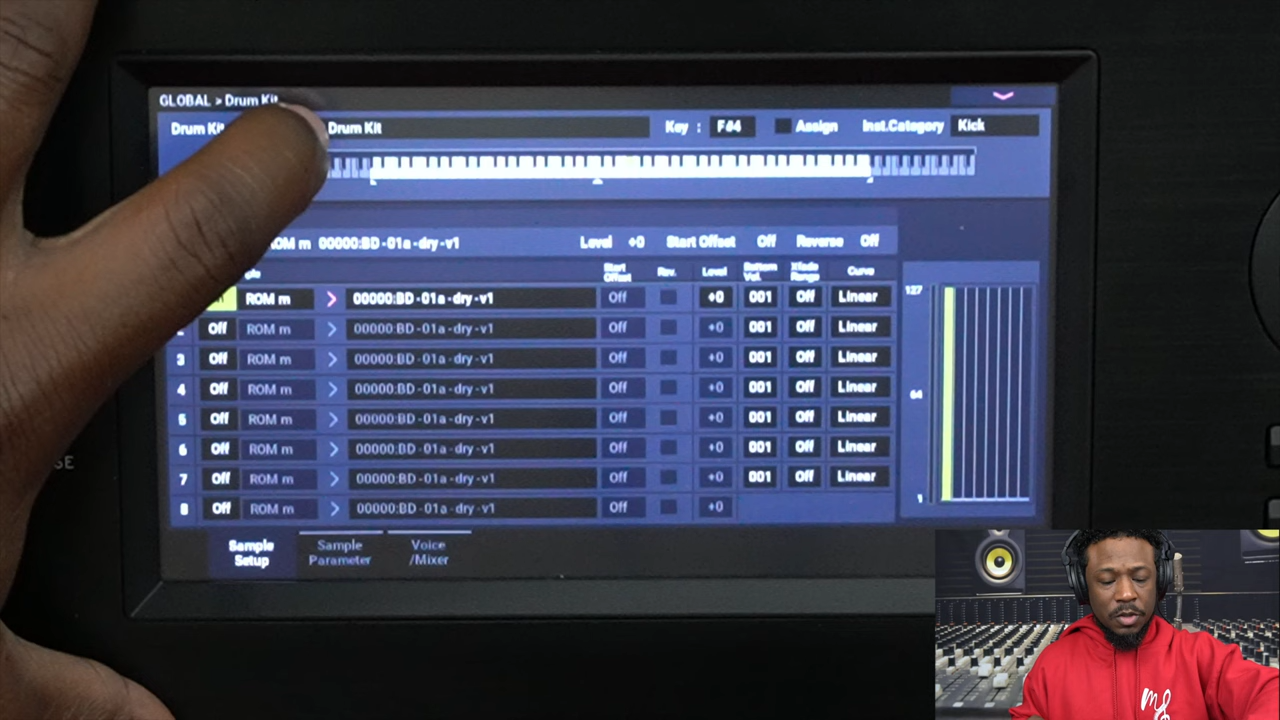 GLOBAL > Drum Kit
Drum Kit Drum Kit Key : F#4 Assign Inst.Category Kick
ROM m 00000:BD-01a-dry-v1 Level +0 Start Offset Off Reverse Off
Start Offset Rev. Level Bottom Vel. Xfade Range Curve
ROM m 00000:BD-01a-dry-v1 Off +0 001 Off Linear 127
Off ROM m 00000:BD-01a-dry-v1 Off +0 001 Off Linear
3 Off ROM m 00000:BD-01a-dry-v1 Off +0 001 Off Linear
4 Off ROM m 00000:BD-01a-dry-v1 Off +0 001 Off Linear 64
5 Off ROM m 00000:BD-01a-dry-v1 Off +0 001 Off Linear
6 Off ROM m 00000:BD-01a-dry-v1 Off +0 001 Off Linear
7 Off ROM m 00000:BD-01a-dry-v1 Off +0 001 Off Linear
8 Off ROM m 00000:BD-01a-dry-v1 Off +0 1
Sample Setup Sample Parameter Voice /Mixer